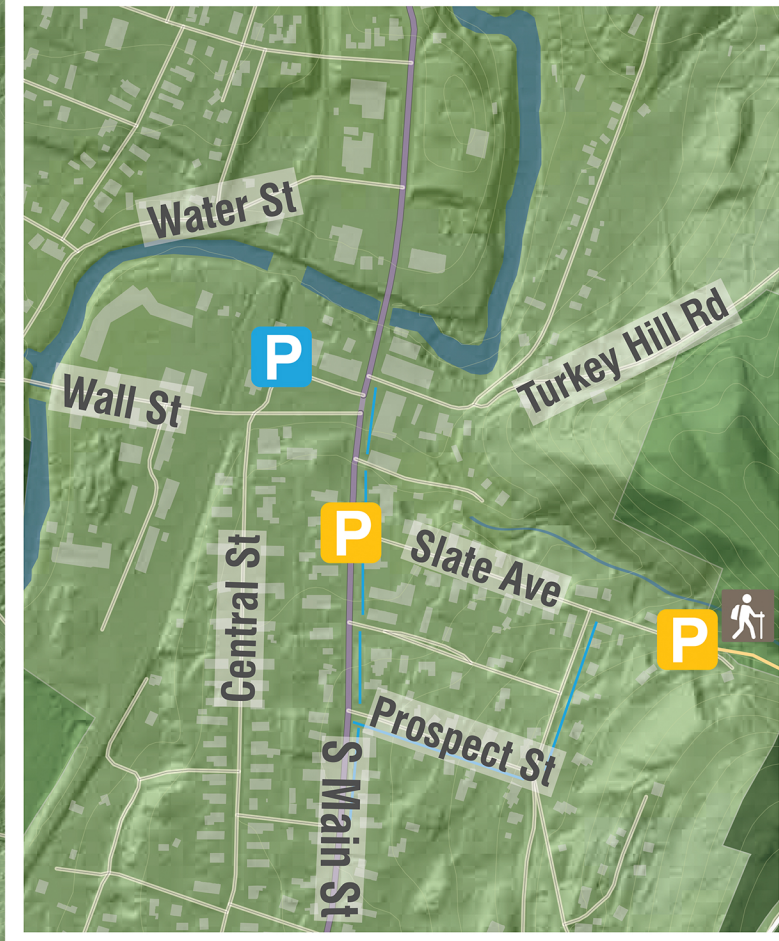 Water St
Turkey Hill Rd
P
Wall St
P
Slate Ave
Central St
P
Prospect St
S Main St